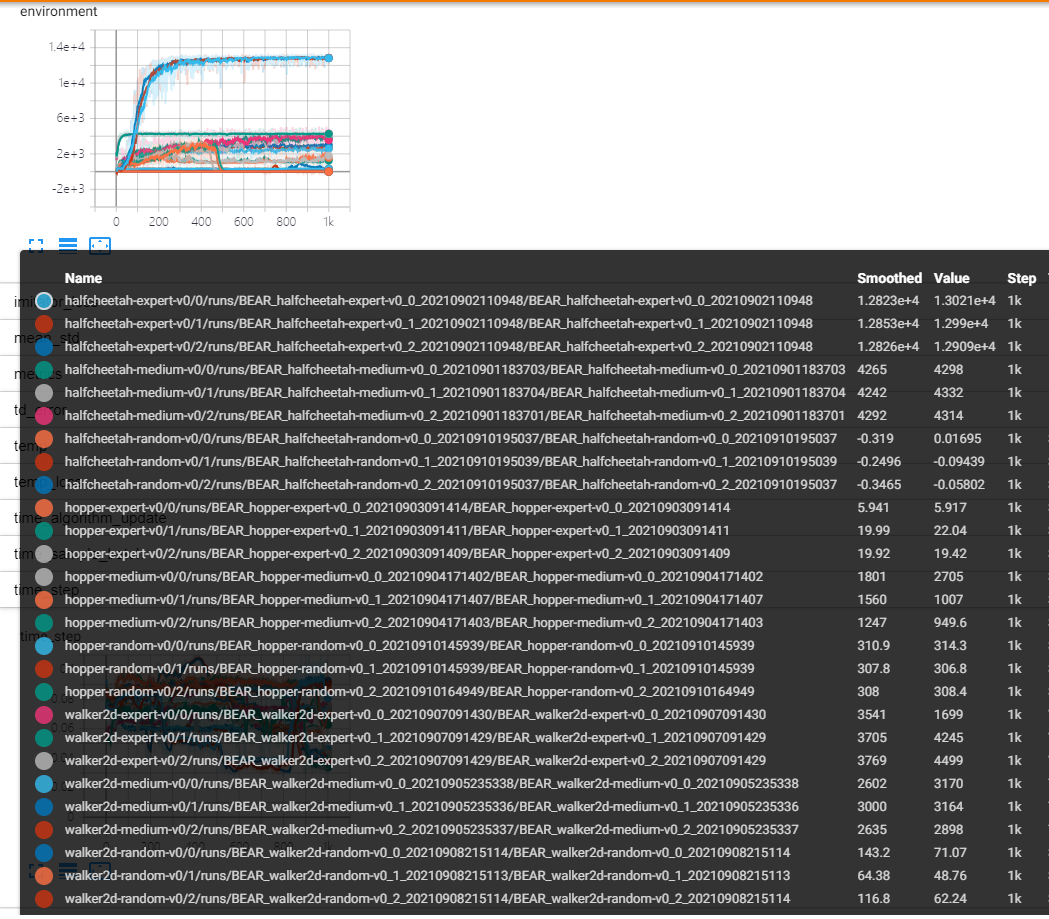 environment
1.4e+4
1e+4
6e+3
2e+3
-2e+3
0 200 400 600 800 1k
Name Smoothed Value Step
halfcheetah-expert-v0/0/runs/BEAR_halfcheetah-expert-v0_0_20210902110948/BEAR_halfcheetah-expert-v0_0_20210902110948 1.2823e+4 1.3021e+4 1k
halfcheetah-expert-v0/1/runs/BEAR_halfcheetah-expert-v0_1_20210902110948/BEAR_halfcheetah-expert-v0_1_20210902110948 1.2853e+4 1.299e+4 1k
mean_std
halfcheetah-expert-v0/2/runs/BEAR_halfcheetah-expert-v0_2_20210902110948/BEAR_halfcheetah-expert-v0_2_20210902110948 1.2826e+4 1.2909e+4 1k
halfcheetah-medium-v0/0/runs/BEAR_halfcheetah-medium-v0_0_20210901183703/BEAR_halfcheetah-medium-v0_0_20210901183703 4265 4298 1k
halfcheetah-medium-v0/1/runs/BEAR_halfcheetah-medium-v0_1_20210901183704/BEAR_halfcheetah-medium-v0_1_20210901183704 4242 4332 1k
td_error
halfcheetah-medium-v0/2/runs/BEAR_halfcheetah-medium-v0_2_20210901183701/BEAR_halfcheetah-medium-v0_2_20210901183701 4292 4314 1k
halfcheetah-random-v0/0/runs/BEAR_halfcheetah-random-v0_0_20210910195037/BEAR_halfcheetah-random-v0_0_20210910195037 -0.319 0.01695 1k
halfcheetah-random-v0/1/runs/BEAR_halfcheetah-random-v0_1_20210910195039/BEAR_halfcheetah-random-v0_1_20210910195039 -0.2496 -0.09439 1k
halfcheetah-random-v0/2/runs/BEAR_halfcheetah-random-v0_2_20210910195037/BEAR_halfcheetah-random-v0_2_20210910195037 -0.3465 -0.05802 1k
hopper-expert-v0/0/runs/BEAR_hopper-expert-v0_0_20210903091414/BEAR_hopper-expert-v0_0_20210903091414 5.941 5.917 1k
time_algorithm_update
hopper-expert-v0/1/runs/BEAR_hopper-expert-v0_1_20210903091411/BEAR_hopper-expert-v0_1_20210903091411 19.99 22.04 1k
hopper-expert-v0/2/runs/BEAR_hopper-expert-v0_2_20210903091409/BEAR_hopper-expert-v0_2_20210903091409 19.92 19.42 1k
hopper-medium-v0/0/runs/BEAR_hopper-medium-v0_0_20210904171402/BEAR_hopper-medium-v0_0_20210904171402 1801 2705 1k
time_step
hopper-medium-v0/1/runs/BEAR_hopper-medium-v0_1_20210904171407/BEAR_hopper-medium-v0_1_20210904171407 1560 1007 1k
hopper-medium-v0/2/runs/BEAR_hopper-medium-v0_2_20210904171403/BEAR_hopper-medium-v0_2_20210904171403 1247 949.6 1k
time_step
hopper-random-v0/0/runs/BEAR_hopper-random-v0_0_20210910145939/BEAR_hopper-random-v0_0_20210910145939 310.9 314.3 1k
hopper-random-v0/1/runs/BEAR_hopper-random-v0_1_20210910145939/BEAR_hopper-random-v0_1_20210910145939 307.8 306.8 1k
hopper-random-v0/2/runs/BEAR_hopper-random-v0_2_20210910164949/BEAR_hopper-random-v0_2_20210910164949 308 308.4 1k
walker2d-expert-v0/0/runs/BEAR_walker2d-expert-v0_0_20210907091430/BEAR_walker2d-expert-v0_0_20210907091430 3541 1699 1k
walker2d-expert-v0/1/runs/BEAR_walker2d-expert-v0_1_20210907091429/BEAR_walker2d-expert-v0_1_20210907091429 3705 4245 1k
walker2d-expert-v0/2/runs/BEAR_walker2d-expert-v0_2_20210907091429/BEAR_walker2d-expert-v0_2_20210907091429 3769 4499 1k
walker2d-medium-v0/0/runs/BEAR_walker2d-medium-v0_0_20210905235338/BEAR_walker2d-medium-v0_0_20210905235338 2602 3170 1k
walker2d-medium-v0/1/runs/BEAR_walker2d-medium-v0_1_20210905235336/BEAR_walker2d-medium-v0_1_20210905235336 3000 3164 1k
walker2d-medium-v0/2/runs/BEAR_walker2d-medium-v0_2_20210905235337/BEAR_walker2d-medium-v0_2_20210905235337 2635 2898 1k
walker2d-random-v0/0/runs/BEAR_walker2d-random-v0_0_20210908215114/BEAR_walker2d-random-v0_0_20210908215114 143.2 71.07 1k
walker2d-random-v0/1/runs/BEAR_walker2d-random-v0_1_20210908215113/BEAR_walker2d-random-v0_1_20210908215113 64.38 48.76 1k
walker2d-random-v0/2/runs/BEAR_walker2d-random-v0_2_20210908215114/BEAR_walker2d-random-v0_2_20210908215114 116.8 62.24 1k